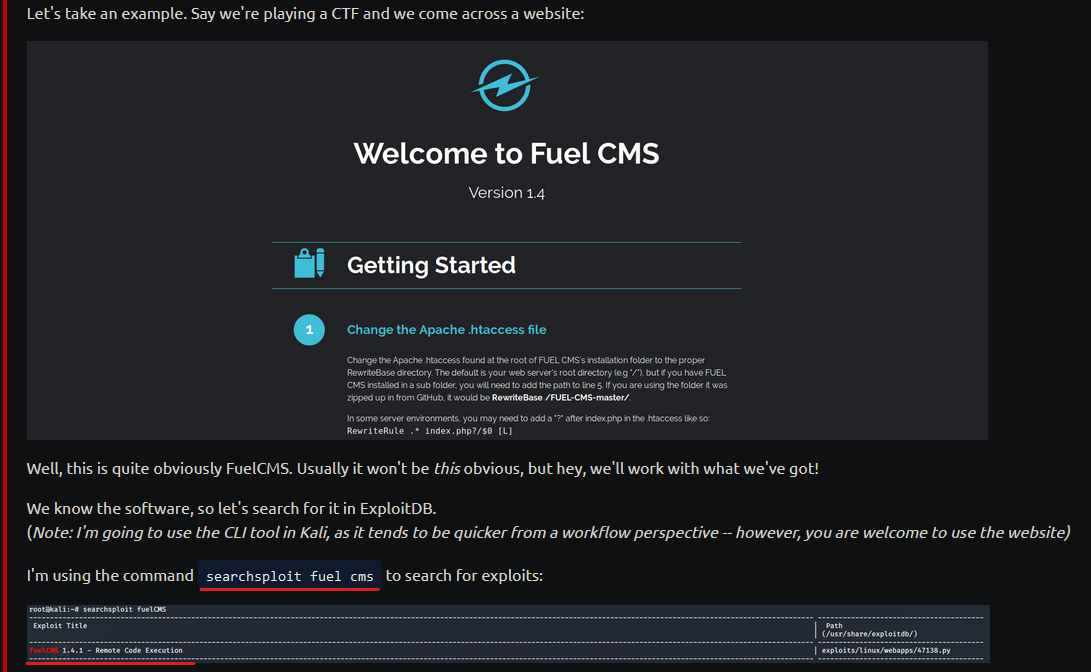 Let's take an example. Say we're playing a CTF and we come across a website:
Welcome to Fuel CMS
Version 1.4
Getting Started
1
Change the Apache .htaccess file
Change the Apache .htaccess found at the root of FUEL CMS's installation folder to the proper
RewriteBase directory. The default is your web server's root directory (e.g "/"), but if you have FUEL
CMS installed in a sub folder, you will need to add the path to line 5. If you are using the folder it was
zipped up in from GitHub, it would be RewriteBase /FUEL-CMS-master/.
In some server environments, you may need to add a "?" after index.php in the .htaccess like so:
RewriteRule .* index.php?/$0 [L]
Well, this is quite obviously FuelCMS. Usually it won't be this obvious, but hey, we'll work with what we've got!
We know the software, so let's search for it in ExploitDB.
(Note: I'm going to use the CLI tool in Kali, as it tends to be quicker from a workflow perspective -- however, you are welcome to use the website)
I'm using the command searchsploit fuel cms to search for exploits:
root@kali:~# searchsploit fuelCMS
Exploit Title | Path
| (/usr/share/exploitdb/)
fuelCMS 1.4.1 - Remote Code Execution | exploits/linux/webapps/47138.py